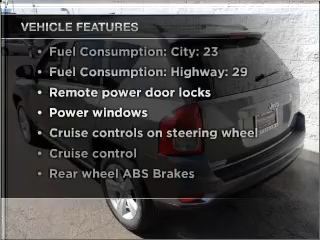 VEHICLE FEATURES
• Fuel Consumption: City: 23
• Fuel Consumption: Highway: 29
• Remote power door locks
• Power windows
• Cruise controls on steering wheel
• Cruise control
• Rear wheel ABS Brakes